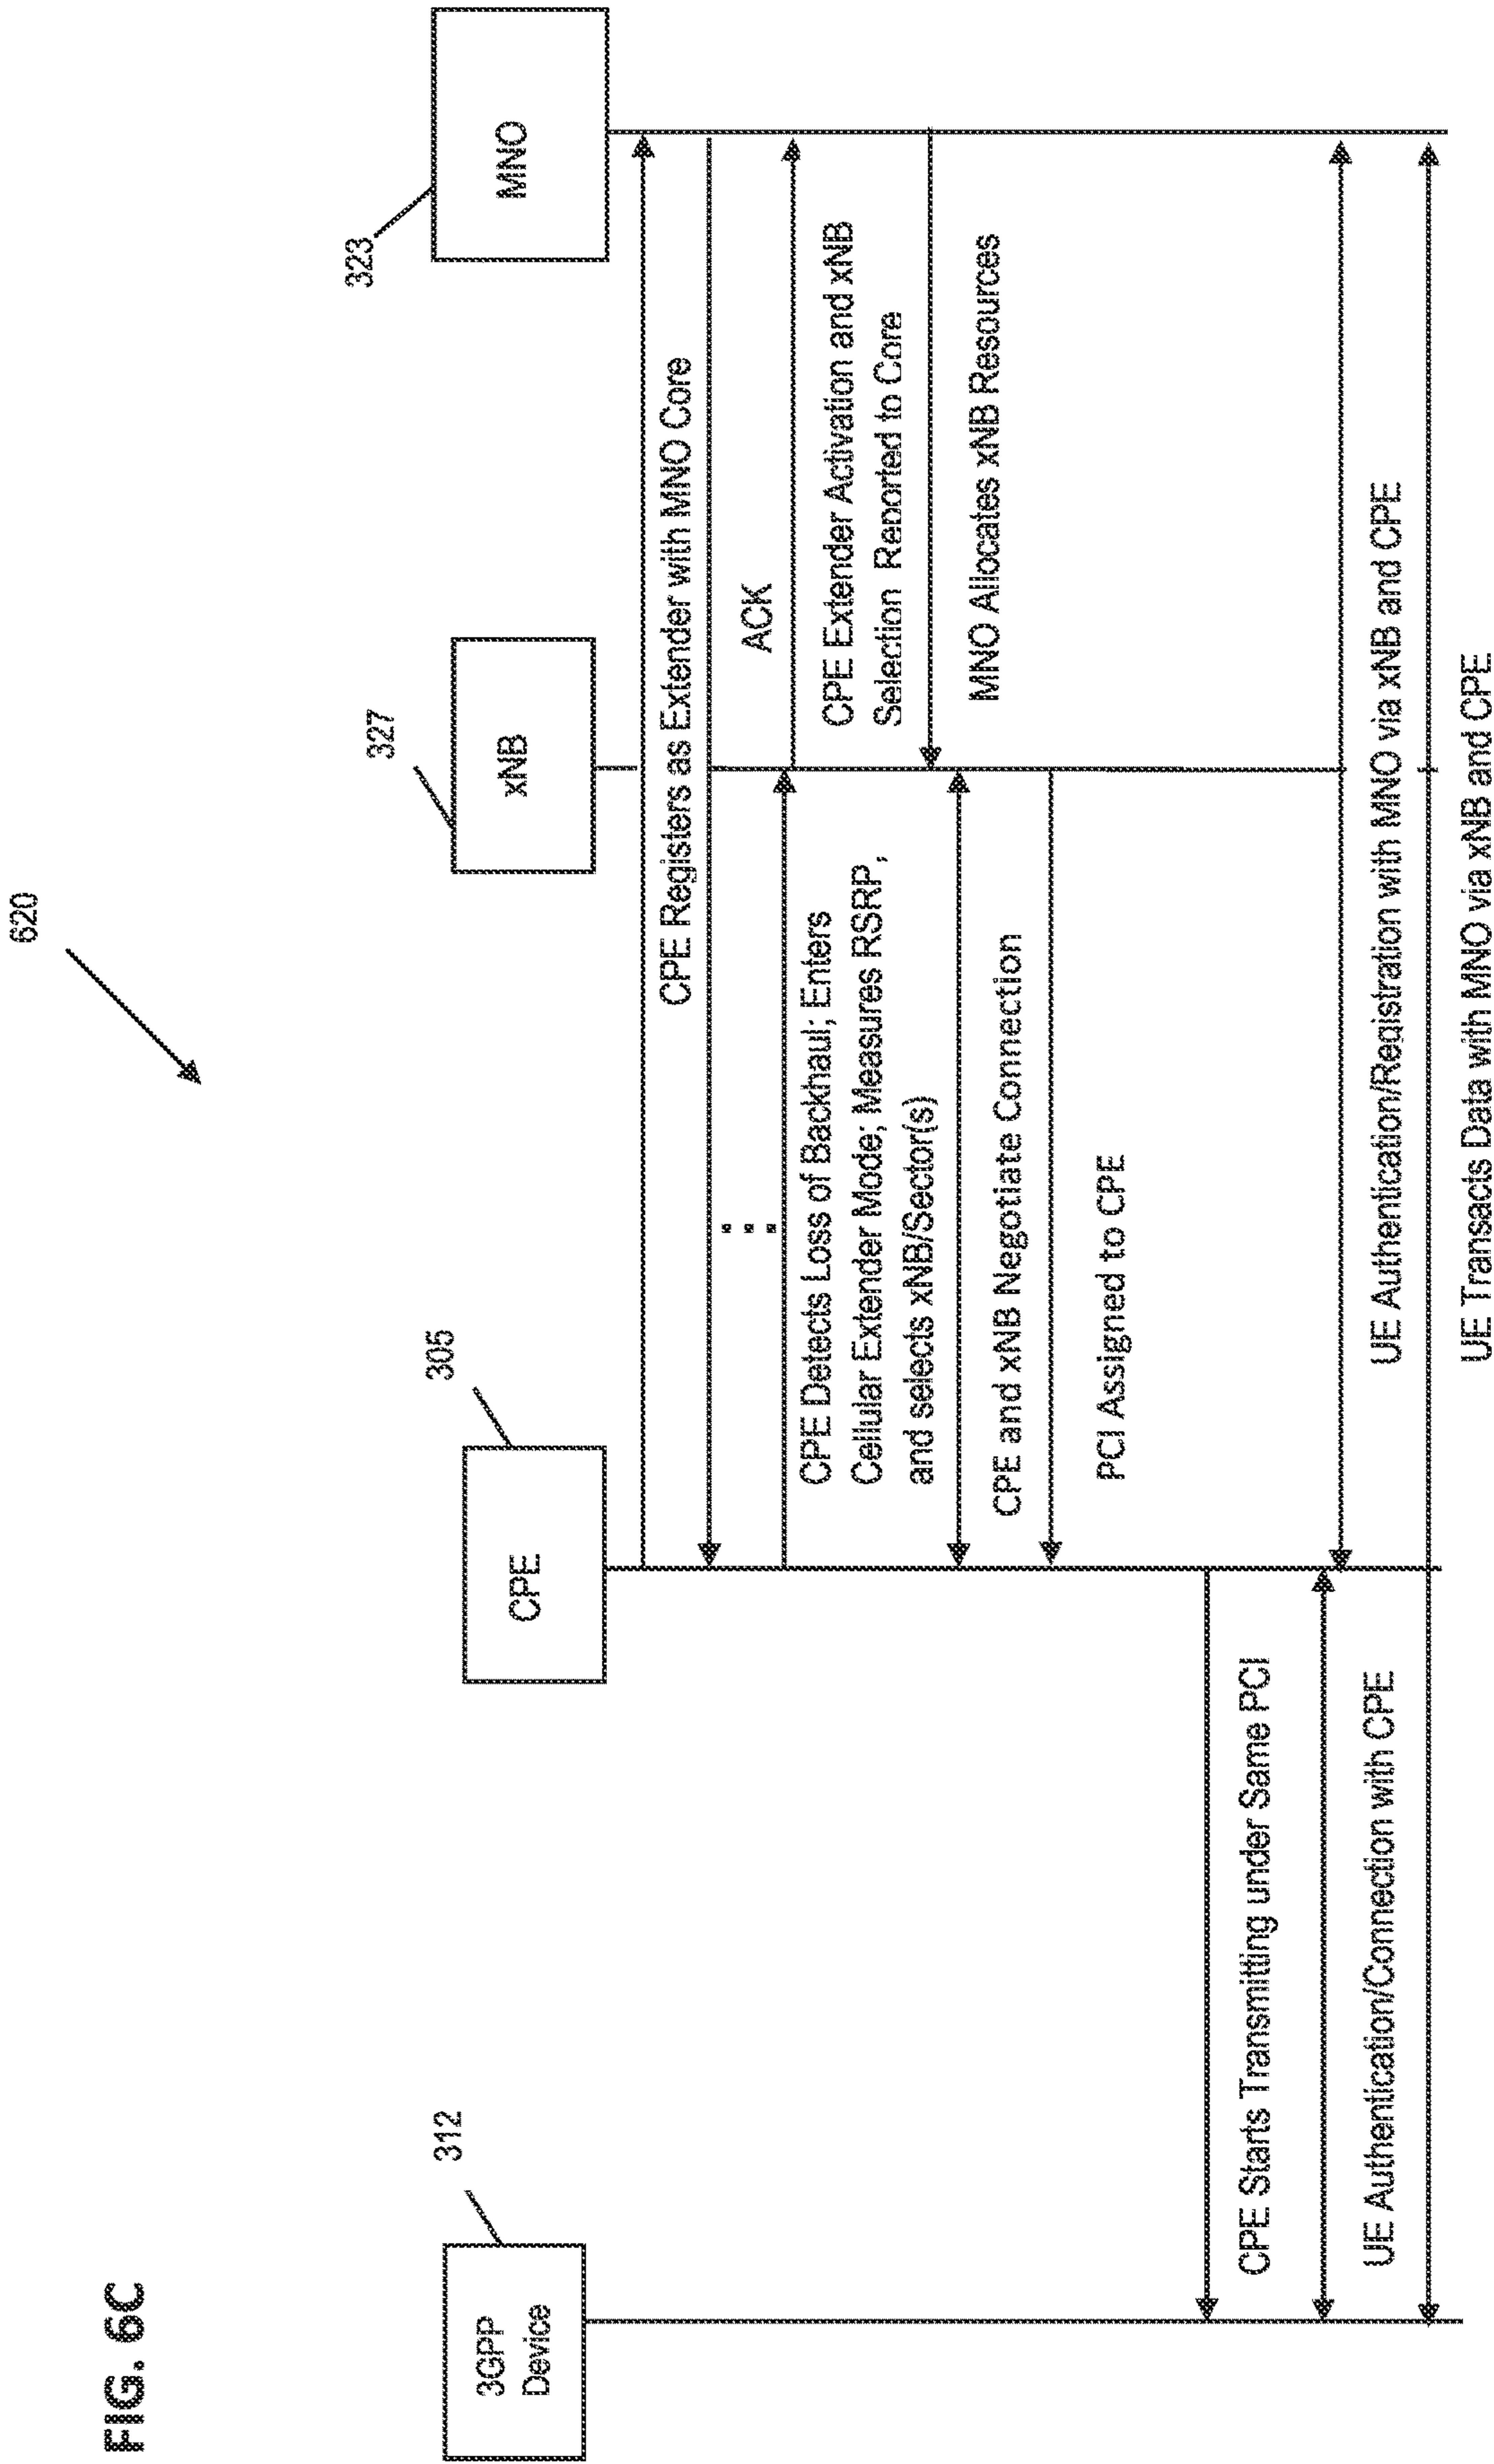 FIG. 6C
620
312
3GPP
Device
305
CPE
327
xNB
323
MNO
CPE Registers as Extender with MNO Core
ACK
CPE Detects Loss of Backhaul; Enters
Cellular Extender Mode; Measures RSRP,
and selects xNB/Sector(s)
CPE Extender Activation and xNB
Selection Reported to Core
MNO Allocates xNB Resources
CPE and xNB Negotiate Connection
PCI Assigned to CPE
CPE Starts Transmitting under Same PCI
UE Authentication/Connection with CPE
UE Authentication/Registration with MNO via xNB and CPE
UE Transacts Data with MNO via xNB and CPE